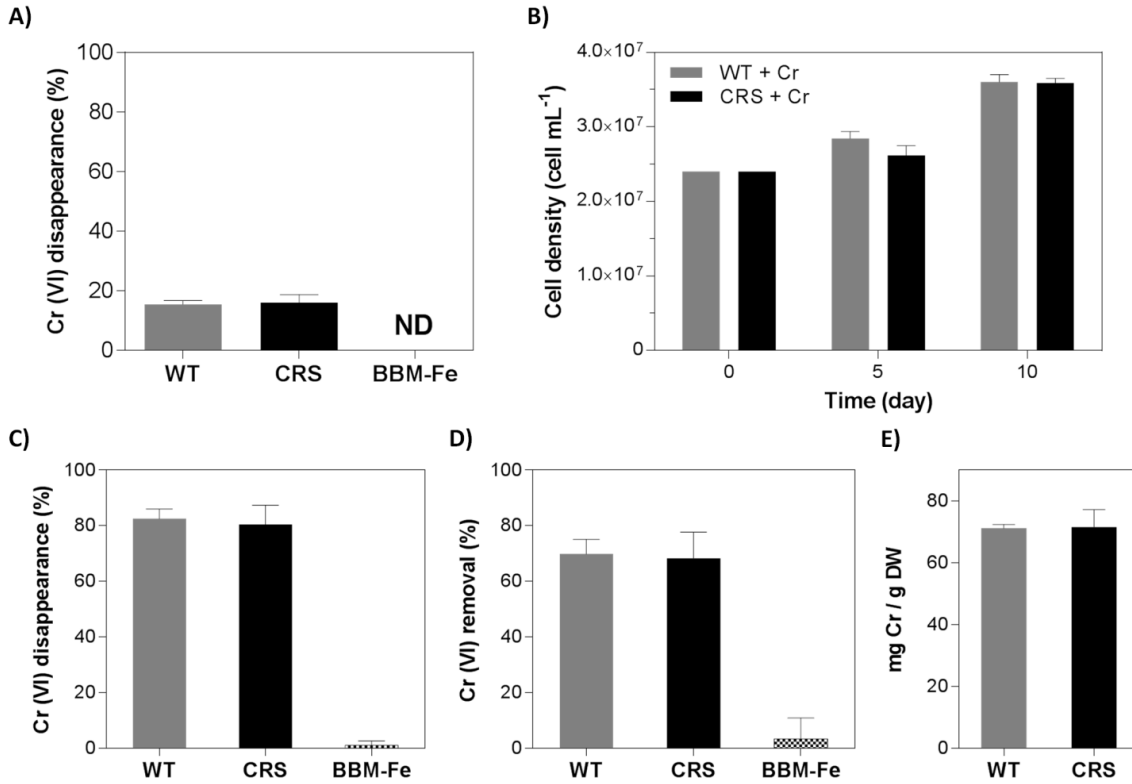 A)
Cr (VI) disappearance (%)
100
80
60
40
20
0
ND
WT CRS BBM-Fe
B)
Cell density (cell mL⁻¹)
4.0×10⁷
3.0×10⁷
2.0×10⁷
1.0×10⁷
0
WT + Cr
CRS + Cr
0 5 10
Time (day)
C)
Cr (VI) disappearance (%)
100
80
60
40
20
0
WT CRS BBM-Fe
D)
Cr (VI) removal (%)
100
80
60
40
20
0
WT CRS BBM-Fe
E)
mg Cr / g DW
80
60
40
20
0
WT CRS